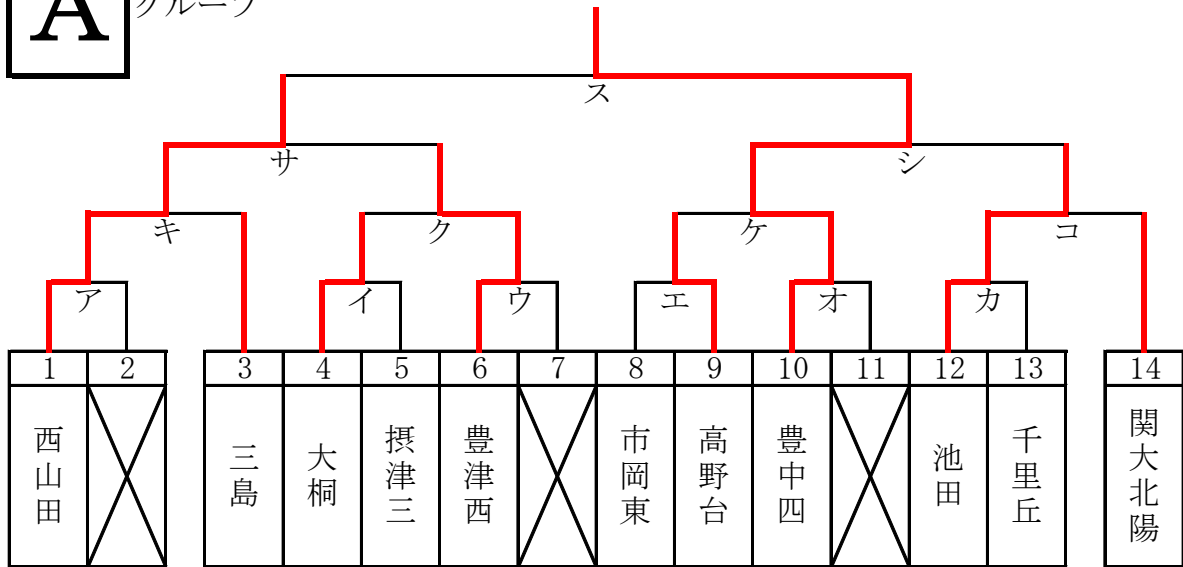 A
グループ
ス
サ
シ
キ
ク
ケ
コ
ア
イ
ウ
エ
オ
カ
1 2 3 4 5 6 7 8 9 10 11 12 13 14
西山田
三島
大桐
摂津三
豊津西
市岡東
高野台
豊中四
池田
千里丘
関大北陽